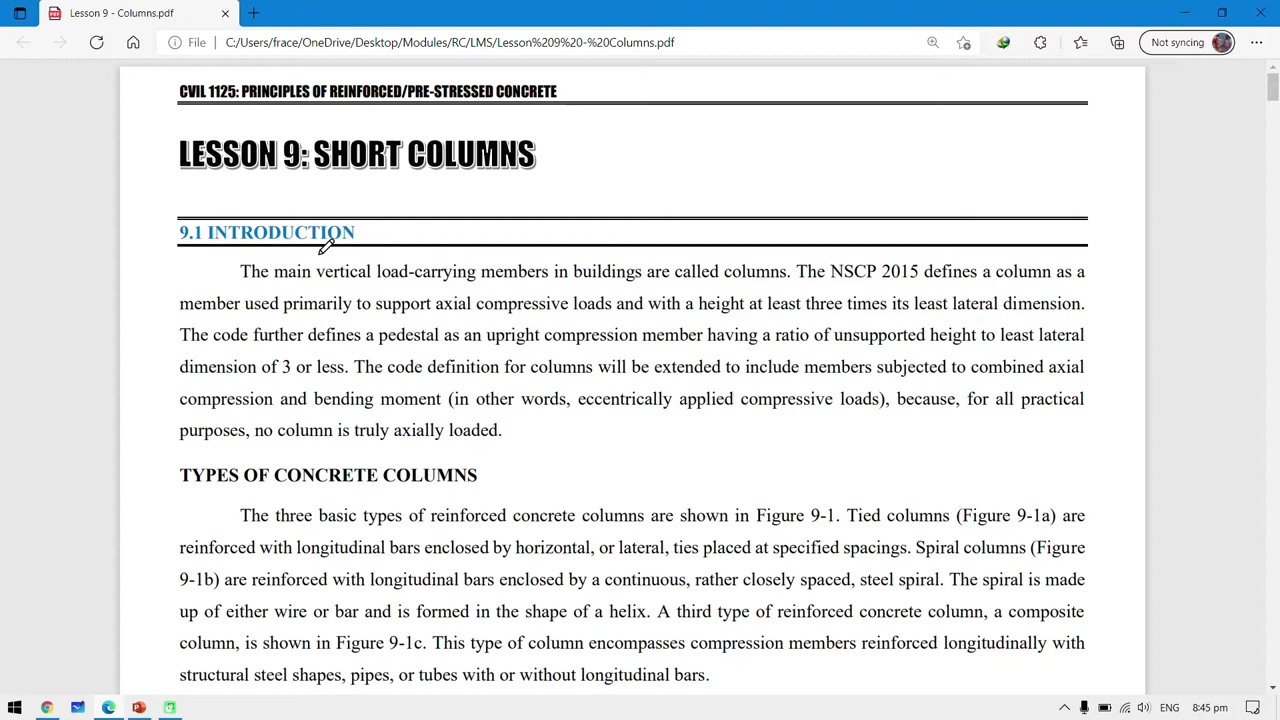 Lesson 9 - Columns.pdf
File C:/Users/frace/OneDrive/Desktop/Modules/RC/LMS/Lesson%209%20-%20Columns.pdf
Not syncing
CVIL 1125: PRINCIPLES OF REINFORCED/PRE-STRESSED CONCRETE
LESSON 9: SHORT COLUMNS
9.1 INTRODUCTION
The main vertical load-carrying members in buildings are called columns. The NSCP 2015 defines a column as a
member used primarily to support axial compressive loads and with a height at least three times its least lateral dimension.
The code further defines a pedestal as an upright compression member having a ratio of unsupported height to least lateral
dimension of 3 or less. The code definition for columns will be extended to include members subjected to combined axial
compression and bending moment (in other words, eccentrically applied compressive loads), because, for all practical
purposes, no column is truly axially loaded.
TYPES OF CONCRETE COLUMNS
The three basic types of reinforced concrete columns are shown in Figure 9-1. Tied columns (Figure 9-1a) are
reinforced with longitudinal bars enclosed by horizontal, or lateral, ties placed at specified spacings. Spiral columns (Figure
9-1b) are reinforced with longitudinal bars enclosed by a continuous, rather closely spaced, steel spiral. The spiral is made
up of either wire or bar and is formed in the shape of a helix. A third type of reinforced concrete column, a composite
column, is shown in Figure 9-1c. This type of column encompasses compression members reinforced longitudinally with
structural steel shapes, pipes, or tubes with or without longitudinal bars.
ENG 8:45 pm